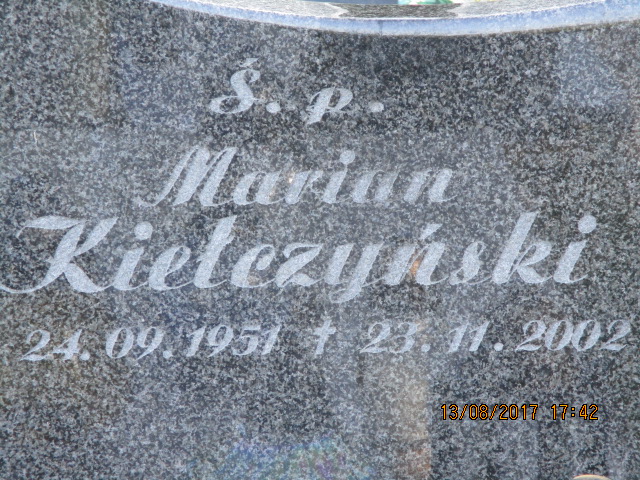 Ś. p.
Marian
Kiełczyński
24. 09. 1951 † 23. 11. 2002
13/08/2017 17:42